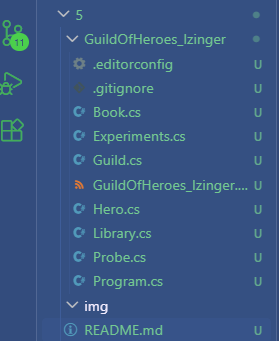 5
GuildOfHeroes_Izinger
.editorconfig U
.gitignore U
Book.cs U
Experiments.cs U
Guild.cs U
GuildOfHeroes_Izinger.... U
Hero.cs U
Library.cs U
Probe.cs U
Program.cs U
img
README.md U
11